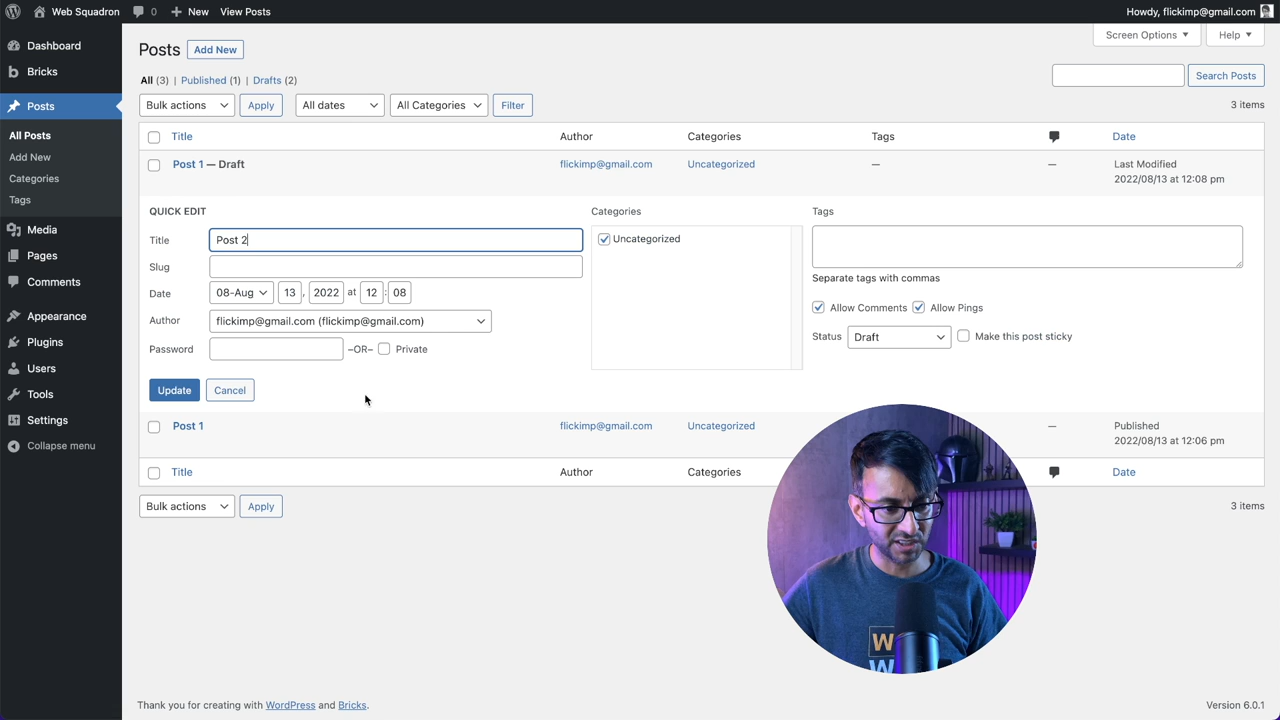 Web Squadron 0 New View Posts Howdy, flickimp@gmail.com
Dashboard
Bricks
Posts
All Posts
Add New
Categories
Tags
Media
Pages
Comments
Appearance
Plugins
Users
Tools
Settings
Collapse menu
Screen Options Help
Posts Add New
All (3) | Published (1) | Drafts (2)
Search Posts
Bulk actions Apply All dates All Categories Filter 3 items
Title Author Categories Tags Date
Post 1 — Draft flickimp@gmail.com Uncategorized — — Last Modified
2022/08/13 at 12:08 pm
QUICK EDIT Categories Tags
Title Post 2 Uncategorized
Slug
Separate tags with commas
Date 08-Aug 13 , 2022 at 12 : 08
Allow Comments Allow Pings
Author flickimp@gmail.com (flickimp@gmail.com)
Status Draft Make this post sticky
Password –OR– Private
Update Cancel
Post 1 flickimp@gmail.com Uncategorized — Published
2022/08/13 at 12:06 pm
Title Author Categories Date
Bulk actions Apply 3 items
W
W
Thank you for creating with WordPress and Bricks. Version 6.0.1